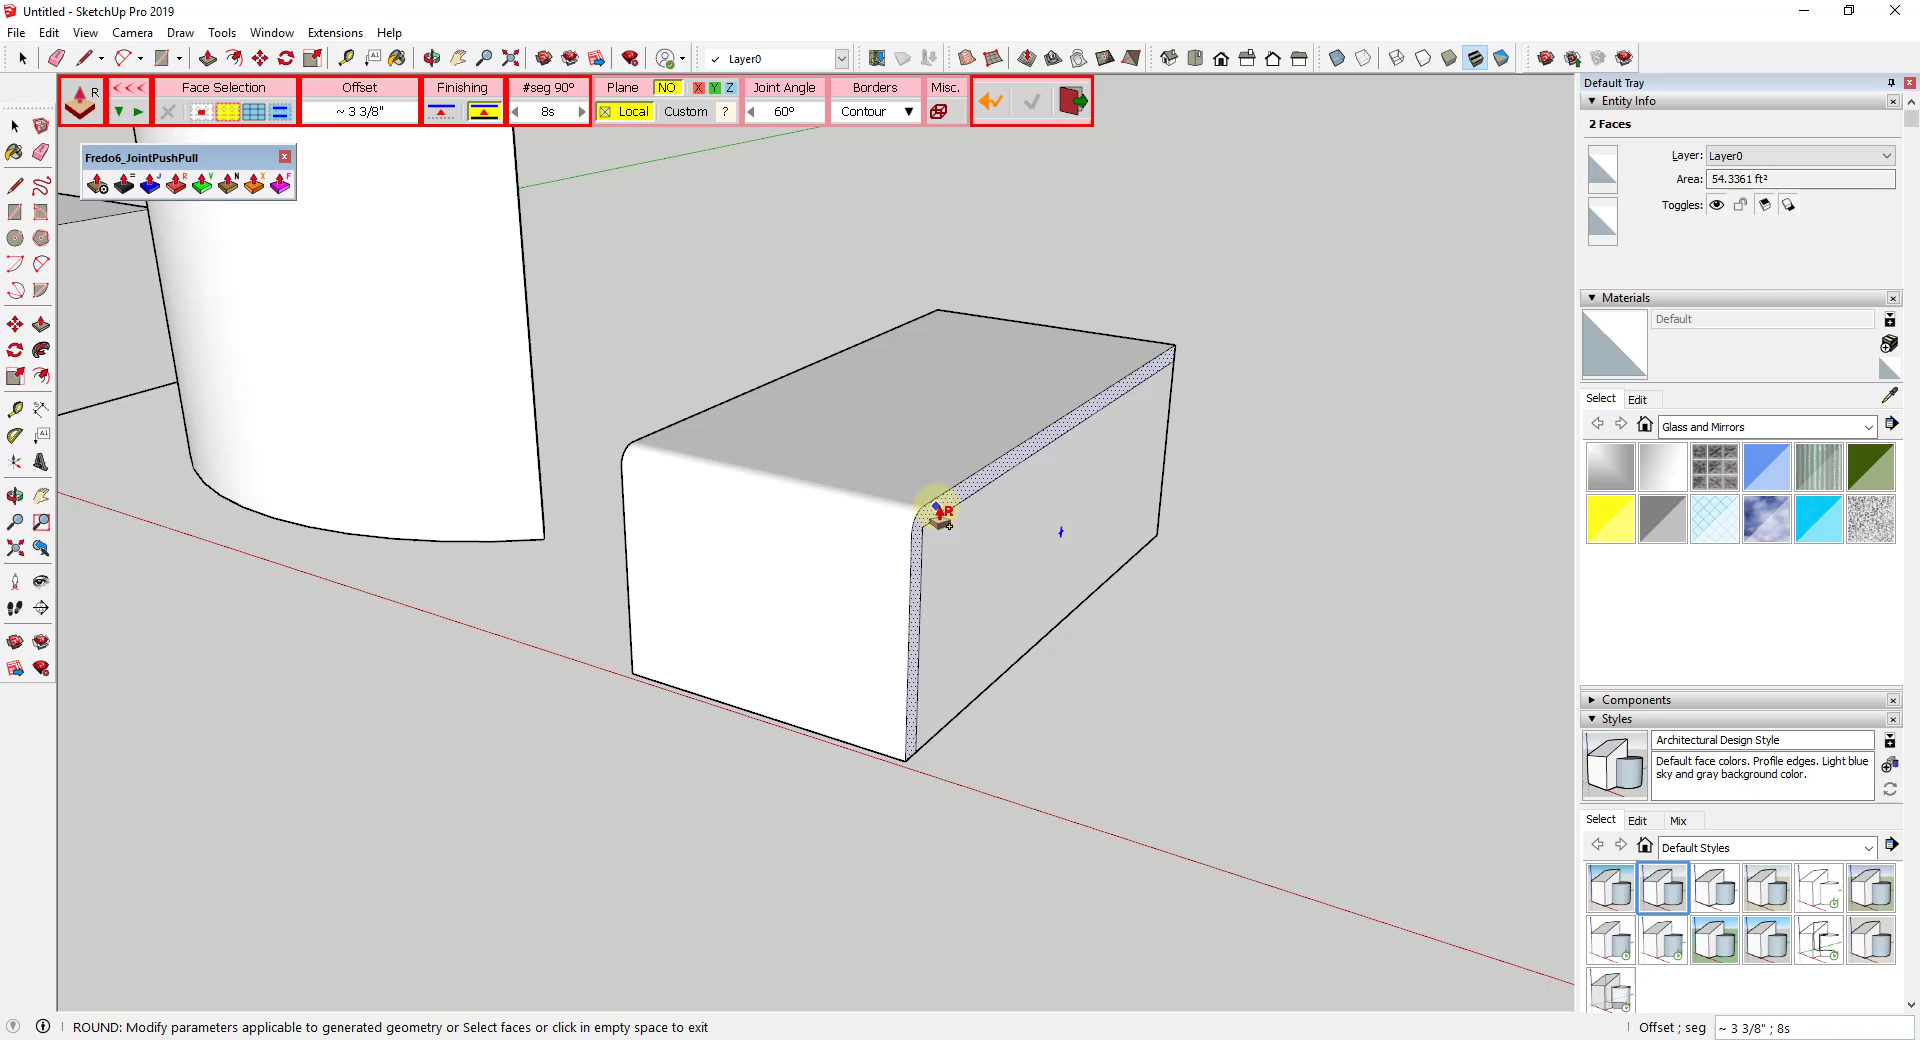 Untitled - SketchUp Pro 2019
File Edit View Camera Draw Tools Window Extensions Help
Layer0
Default Tray
R <<< Face Selection Offset Finishing #seg 90° Plane NO X Y Z Joint Angle Borders Misc.
~ 3 3/8" 8s Local Custom ? 60° Contour
Entity Info
2 Faces
Layer: Layer0
Area: 54.3361 ft²
Toggles:
Fredo6_JointPushPull
= J R V N X F
Materials
Default
Select Edit
Glass and Mirrors
R
Components
Styles
Architectural Design Style
Default face colors. Profile edges. Light blue
sky and gray background color.
Select Edit Mix
Default Styles
ROUND: Modify parameters applicable to generated geometry or Select faces or click in empty space to exit
Offset ; seg ~ 3 3/8" ; 8s